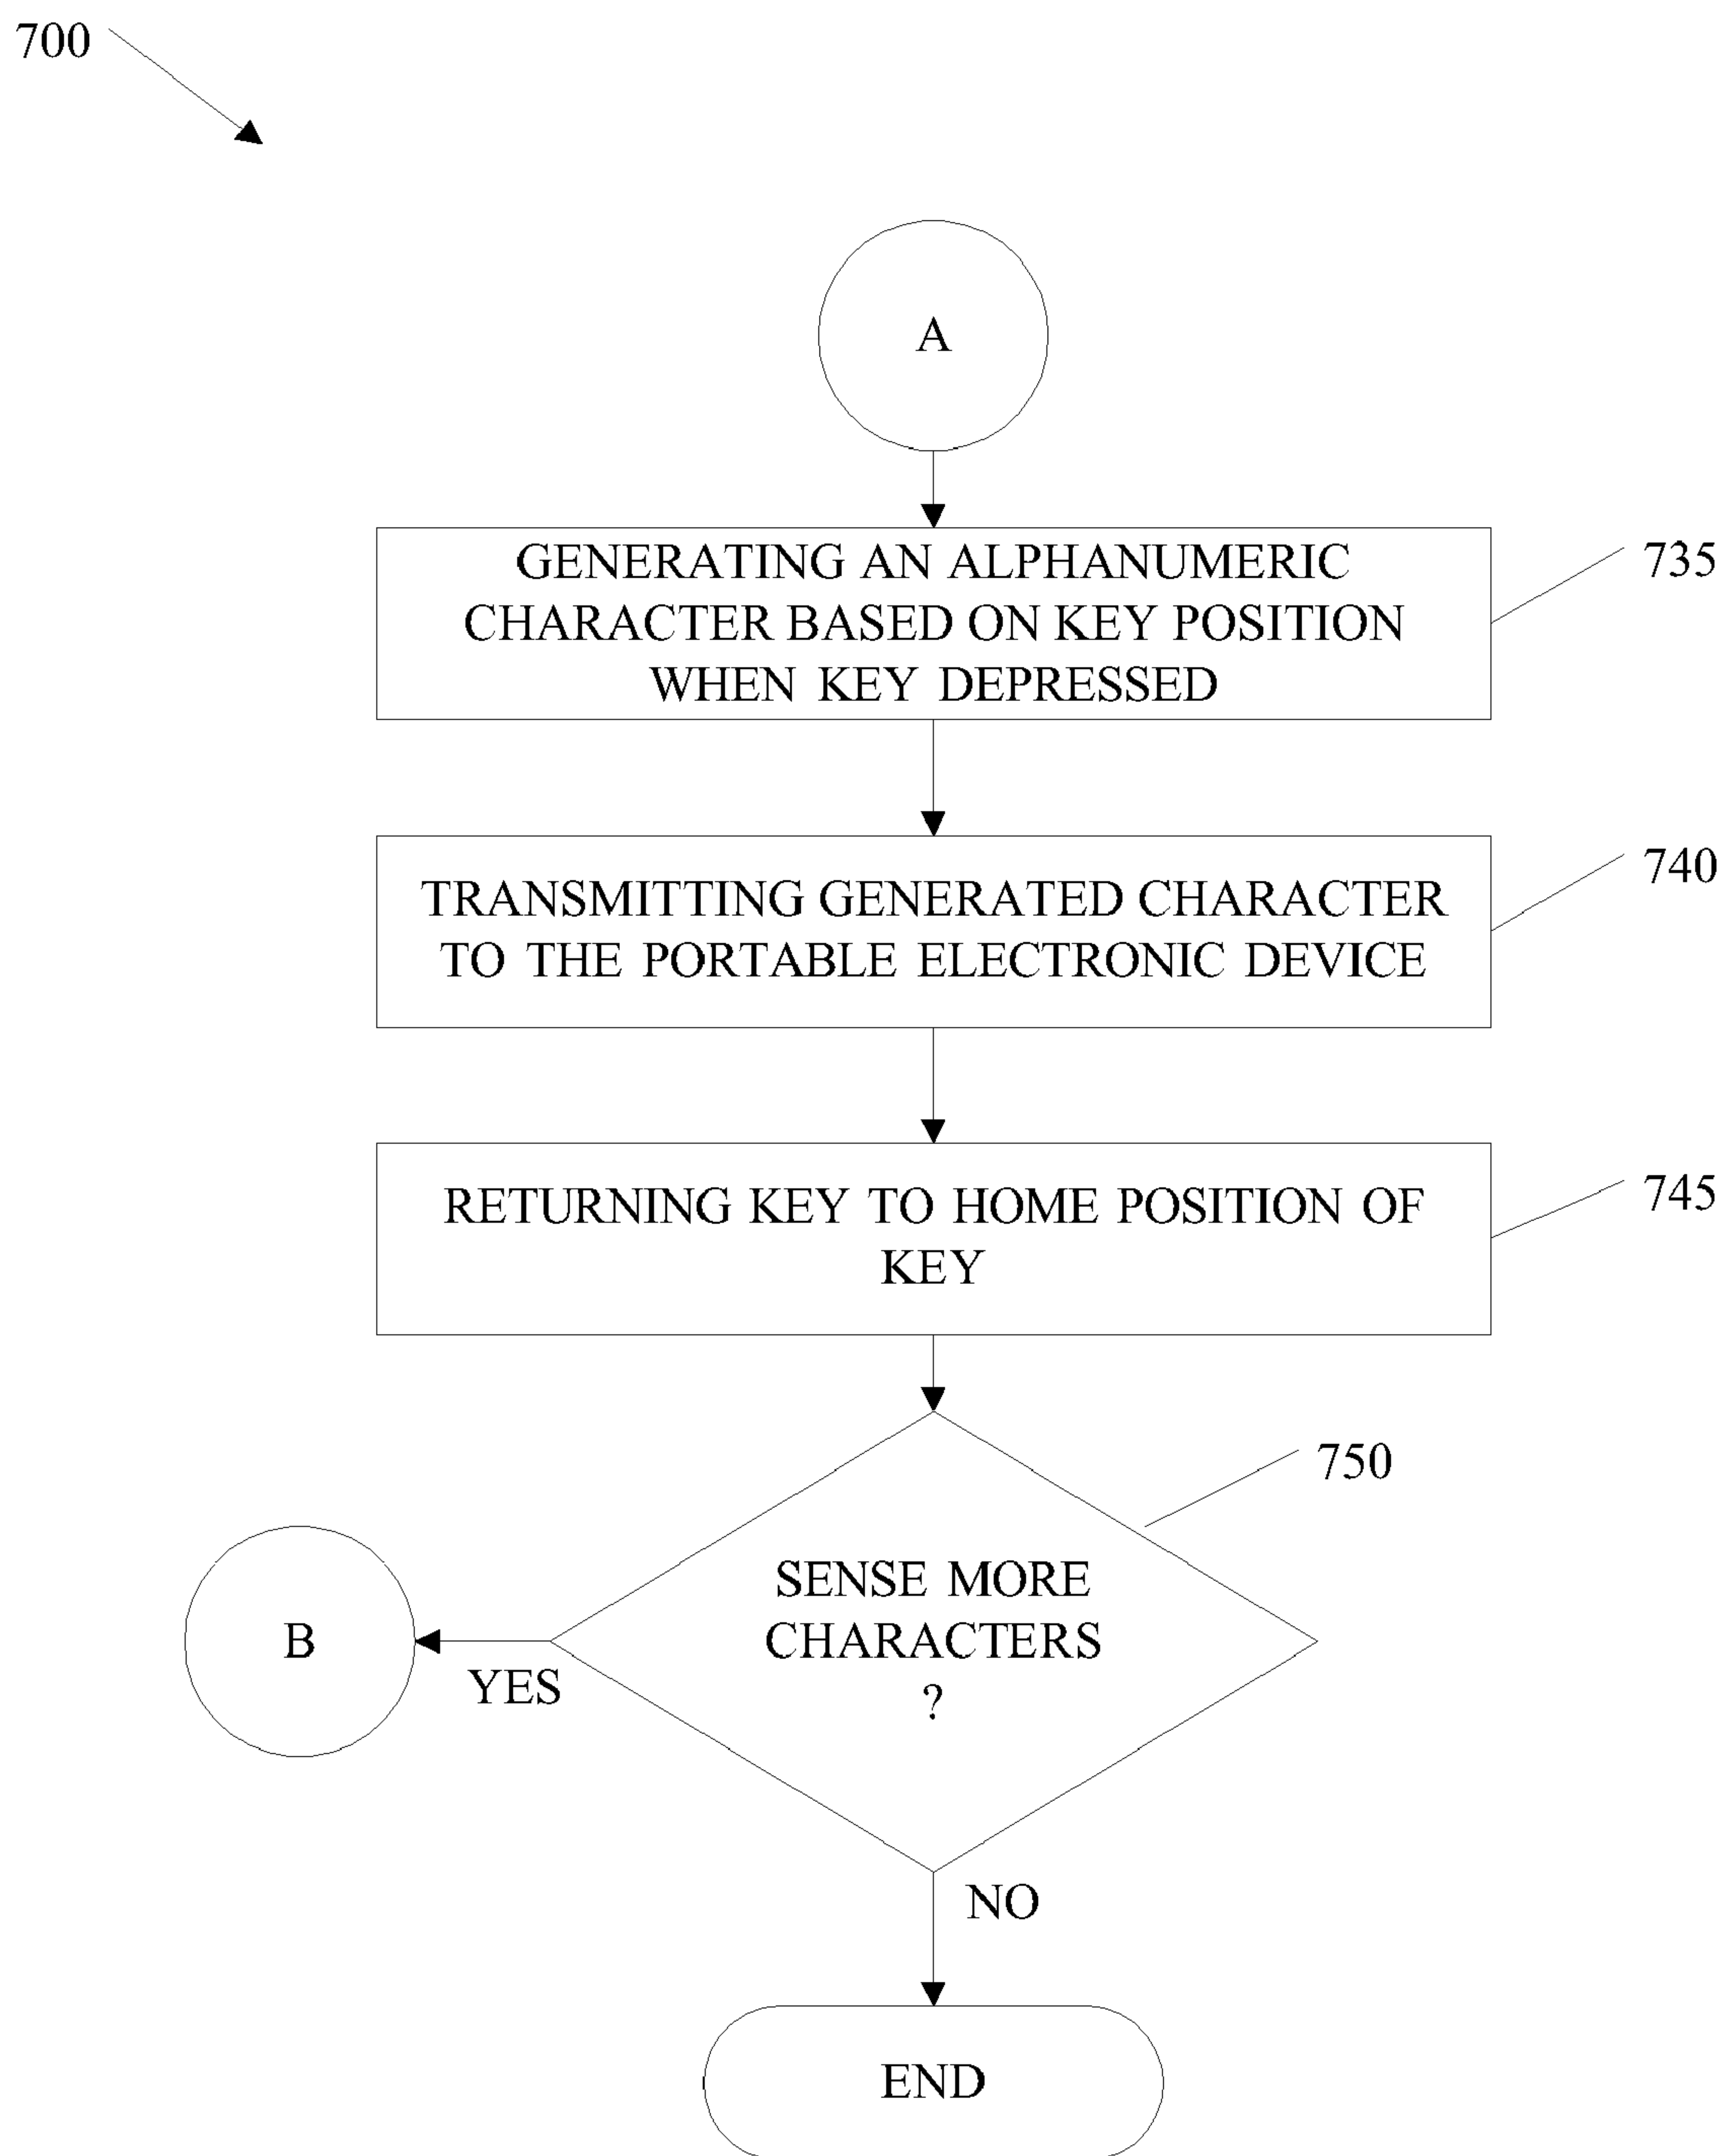 700
A
GENERATING AN ALPHANUMERIC
CHARACTER BASED ON KEY POSITION
WHEN KEY DEPRESSED
735
TRANSMITTING GENERATED CHARACTER
TO THE PORTABLE ELECTRONIC DEVICE
740
RETURNING KEY TO HOME POSITION OF
KEY
745
750
SENSE MORE
CHARACTERS
?
B
YES
NO
END